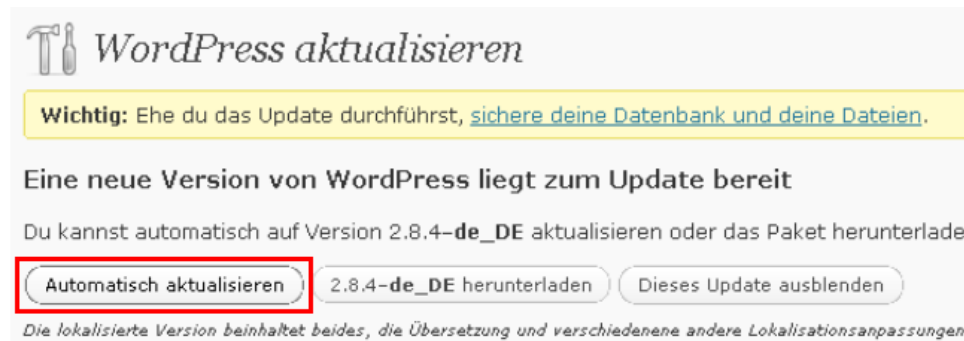 WordPress aktualisieren
Wichtig: Ehe du das Update durchführst, sichere deine Datenbank und deine Dateien.
Eine neue Version von WordPress liegt zum Update bereit
Du kannst automatisch auf Version 2.8.4–de_DE aktualisieren oder das Paket herunterlade
Automatisch aktualisieren 2.8.4–de_DE herunterladen Dieses Update ausblenden
Die lokalisierte Version beinhaltet beides, die Übersetzung und verschiedenene andere Lokalisationsanpassungen